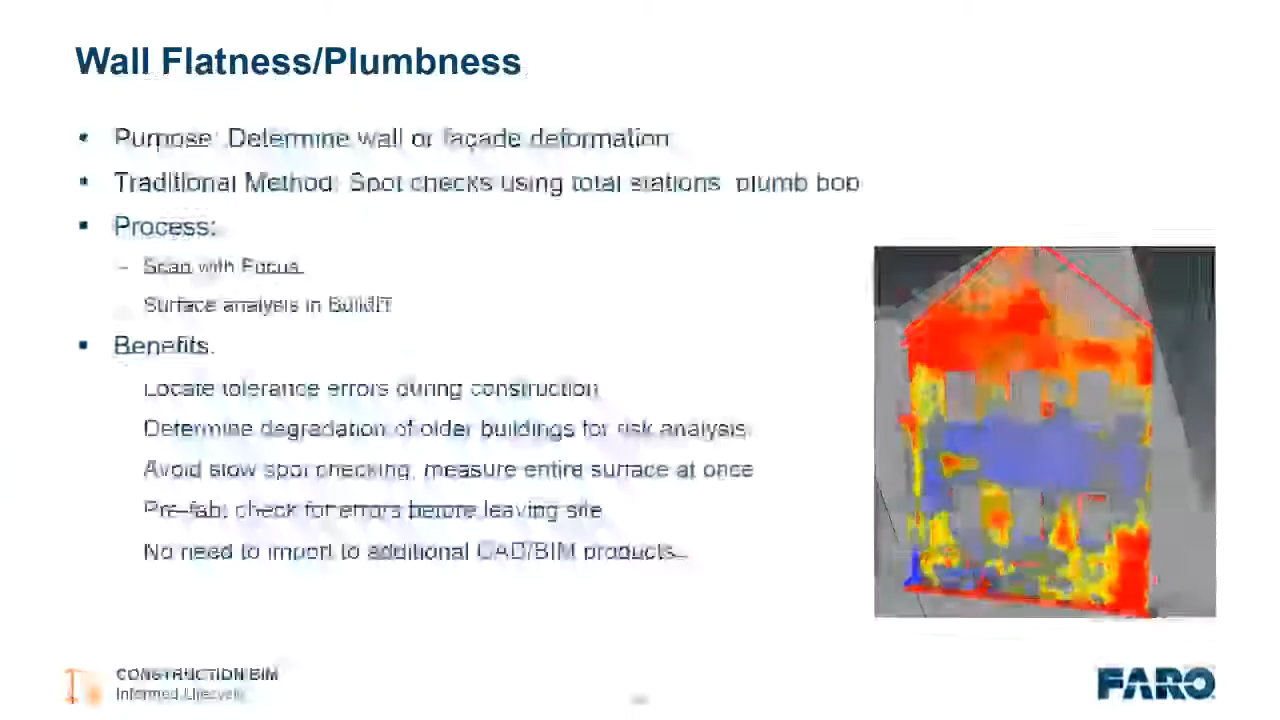 Wall Flatness/Plumbness
Purpose: Determine wall or façade deformation
Traditional Method: Spot checks using total stations, plumb bob
Process:
Scan with Focus
Surface analysis in BuildIT
Benefits:
Locate tolerance errors during construction
Determine degradation of older buildings for risk analysis
Avoid slow spot checking, measure entire surface at once
Pre-fab: check for errors before leaving site
No need to import to additional CAD/BIM products
CONSTRUCTION BIM
Informed Lifecycle
FARO